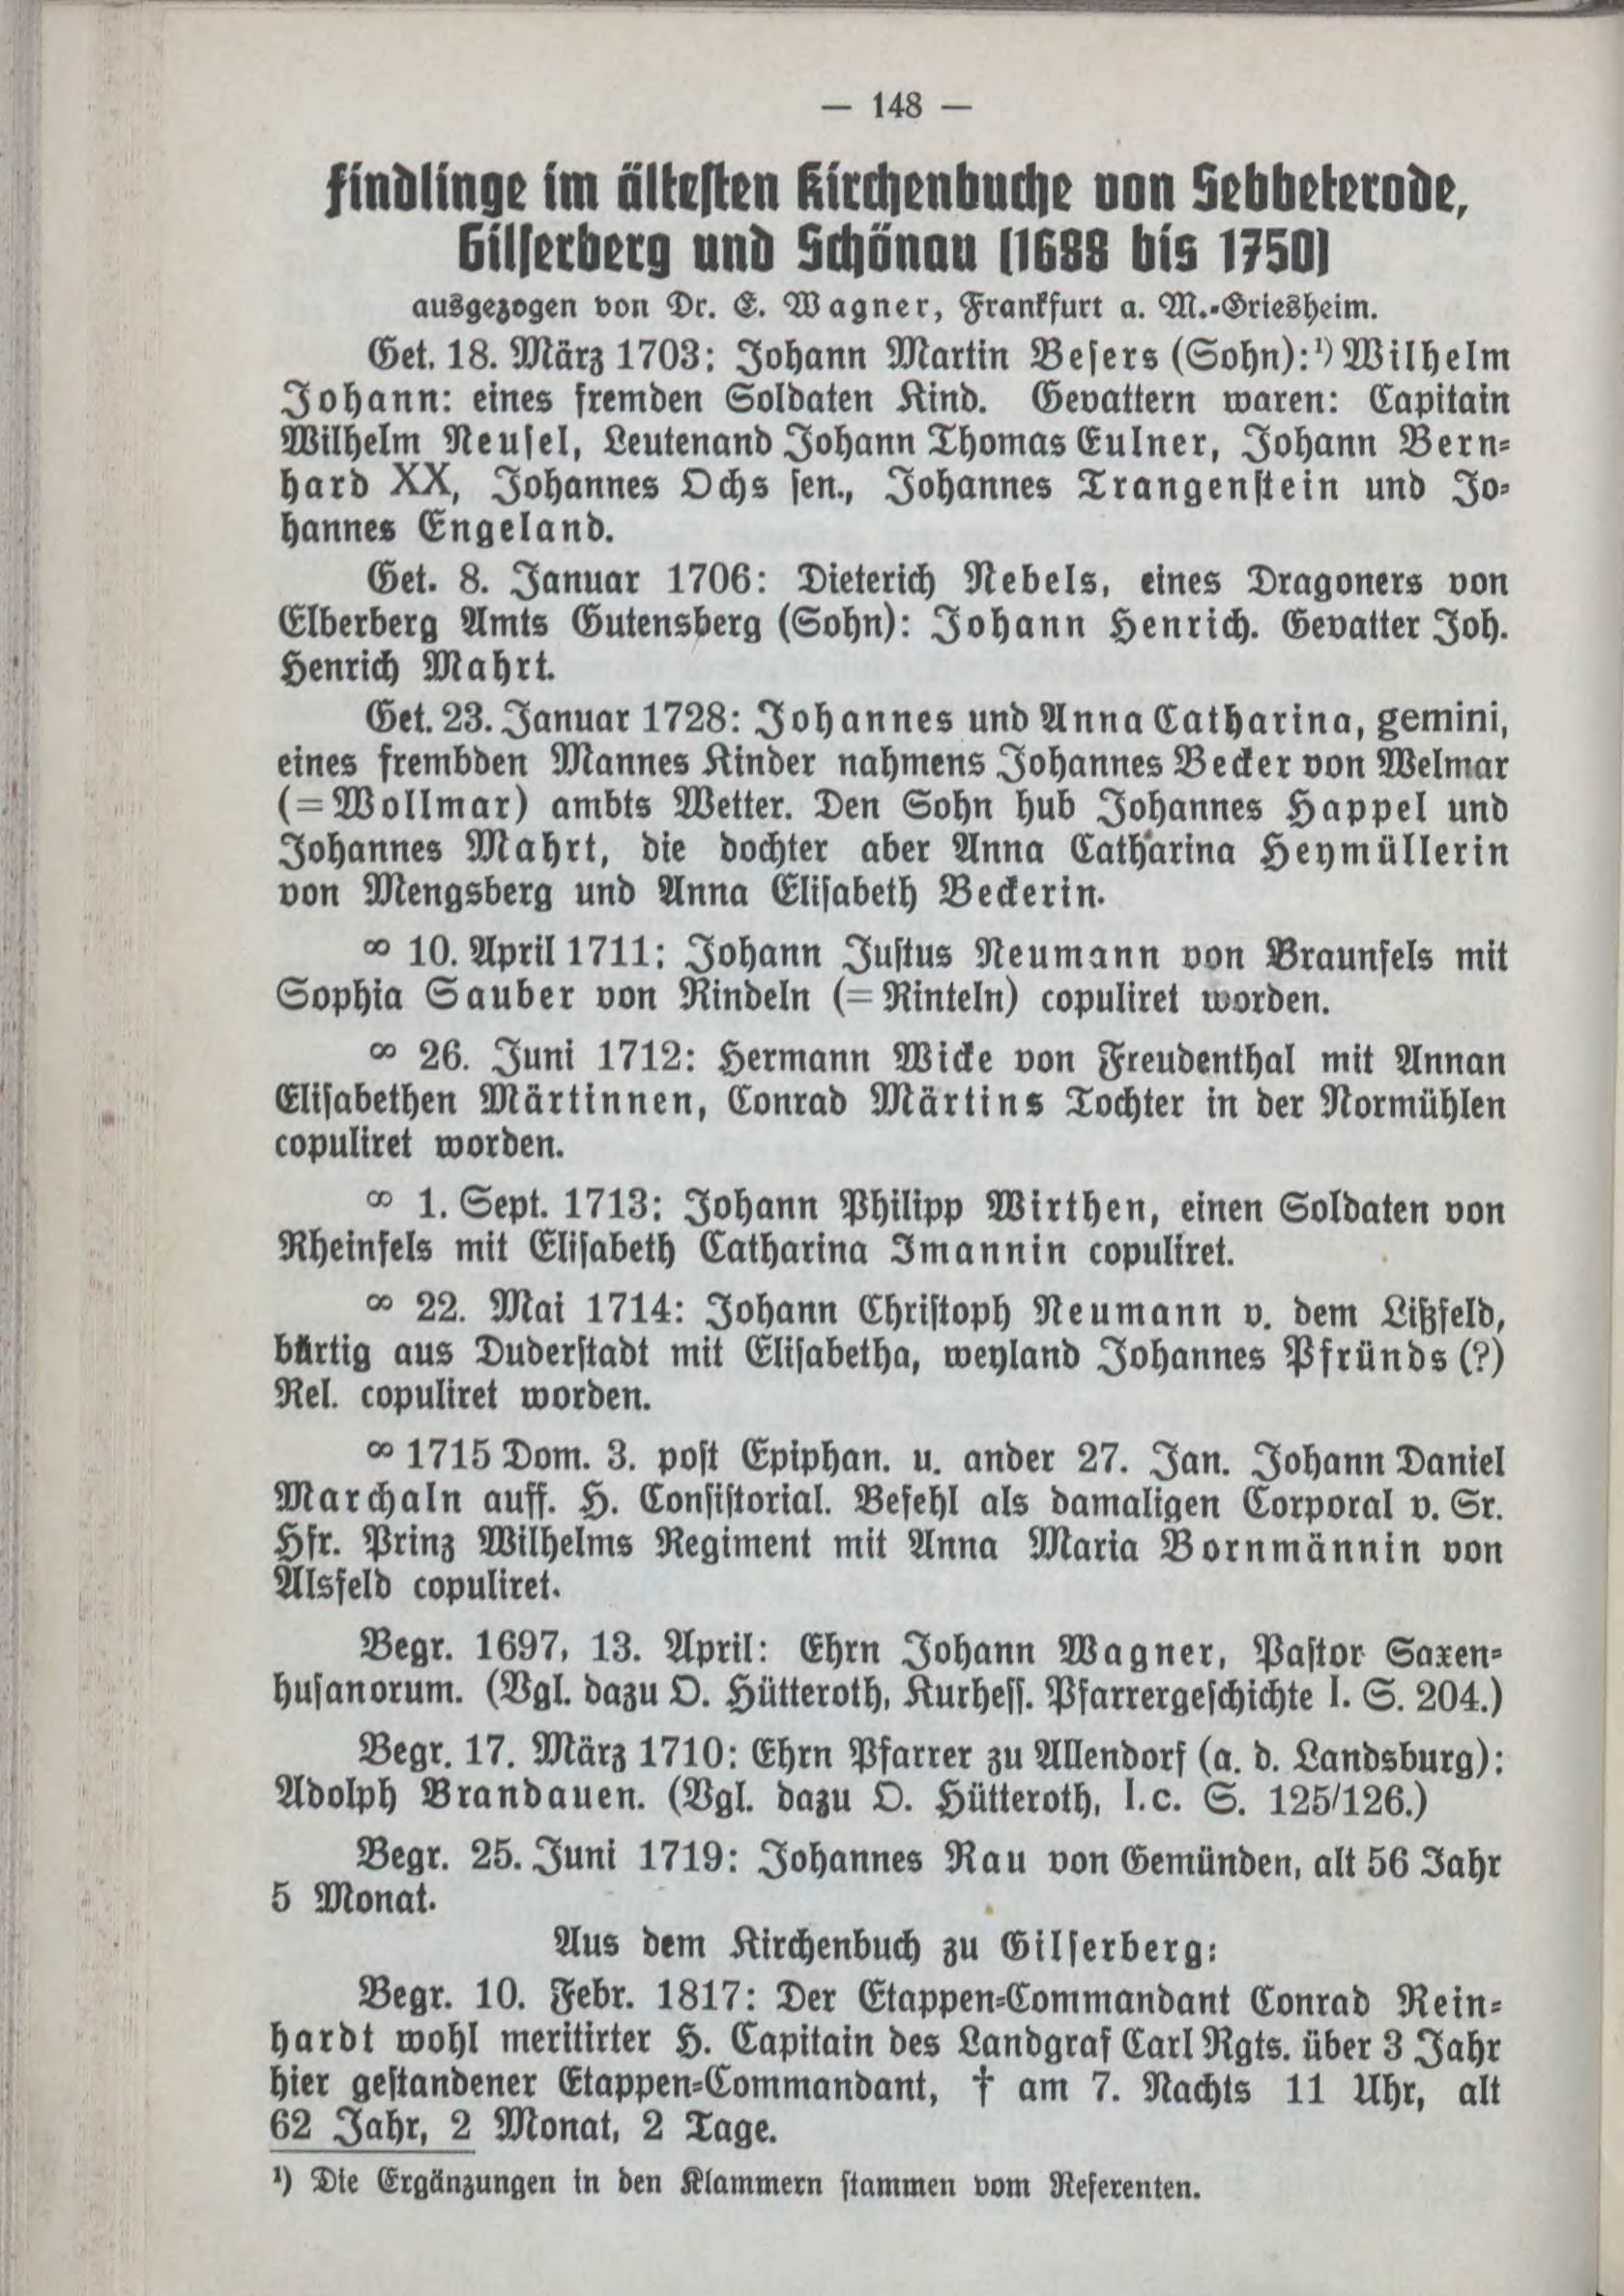 — 148 —
Findlinge im ältesten Kirchenbuche von Sebbeterode,
Gilserberg und Schönau (1688 bis 1750)
ausgezogen von Dr. E. Wagner, Frankfurt a. M.-Griesheim.
Get. 18. März 1703: Johann Martin Besers (Sohn):¹) Wilhelm
Johann: eines fremden Soldaten Kind. Gevattern waren: Capitain
Wilhelm Neusel, Leutenand Johann Thomas Eulner, Johann Bern-
hard XX, Johannes Ochs sen., Johannes Trangenstein und Jo-
hannes Engeland.
Get. 8. Januar 1706: Dieterich Nebels, eines Dragoners von
Elberberg Amts Gutensberg (Sohn): Johann Henrich. Gevatter Joh.
Henrich Mahrt.
Get. 23. Januar 1728: Johannes und Anna Catharina, gemini,
eines frembden Mannes Kinder nahmens Johannes Becker von Welmar
(= Wollmar) ambts Wetter. Den Sohn hub Johannes Happel und
Johannes Mahrt, die dochter aber Anna Catharina Heymüllerin
von Mengsberg und Anna Elisabeth Beckerin.
∞ 10. April 1711: Johann Justus Neumann von Braunfels mit
Sophia Sauber von Rindeln (= Rinteln) copuliret worden.
∞ 26. Juni 1712: Hermann Wicke von Freudenthal mit Annan
Elisabethen Märtinnen, Conrad Märtins Tochter in der Normühlen
copuliret worden.
∞ 1. Sept. 1713: Johann Philipp Wirthen, einen Soldaten von
Rheinfels mit Elisabeth Catharina Imannin copuliret.
∞ 22. Mai 1714: Johann Christoph Neumann v. dem Lißfeld,
bürtig aus Duderstadt mit Elisabetha, weyland Johannes Pfründs (?)
Rel. copuliret worden.
∞ 1715 Dom. 3. post Epiphan. u. ander 27. Jan. Johann Daniel
Marchaln auff. H. Consistorial. Befehl als damaligen Corporal v. Sr.
Hfr. Prinz Wilhelms Regiment mit Anna Maria Bornmännin von
Alsfeld copuliret.
Begr. 1697, 13. April: Ehrn Johann Wagner, Pastor Saxen-
husanorum. (Vgl. dazu O. Hütteroth, Kurhess. Pfarrergeschichte I. S. 204.)
Begr. 17. März 1710: Ehrn Pfarrer zu Allendorf (a. d. Landsburg):
Adolph Brandauen. (Vgl. dazu O. Hütteroth, l. c. S. 125/126.)
Begr. 25. Juni 1719: Johannes Rau von Gemünden, alt 56 Jahr
5 Monat.
Aus dem Kirchenbuch zu Gilserberg:
Begr. 10. Febr. 1817: Der Etappen-Commandant Conrad Rein-
hardt wohl meritirter H. Capitain des Landgraf Carl Rgts. über 3 Jahr
hier gestandener Etappen-Commandant, † am 7. Nachts 11 Uhr, alt
62 Jahr, 2 Monat, 2 Tage.
¹) Die Ergänzungen in den Klammern stammen vom Referenten.